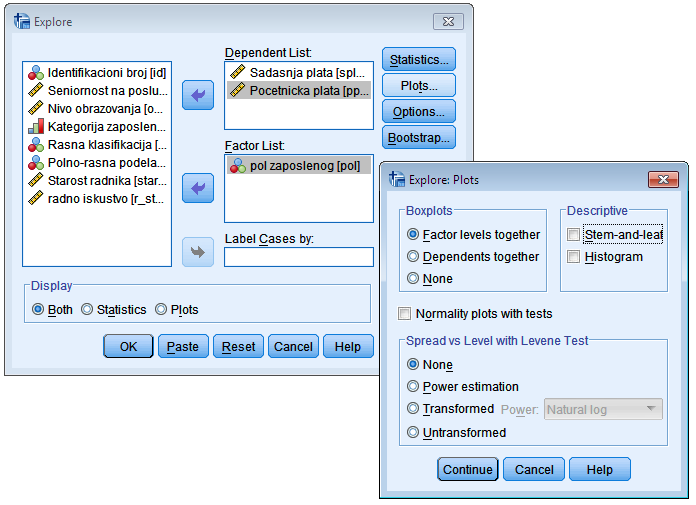 Explore
Dependent List:
Identifikacioni broj [id]
Seniornost na poslu...
Nivo obrazovanja [o...
Kategorija zaposlen...
Rasna klasifikacija [...
Polno-rasna podela...
Starost radnika [star...
radno iskustvo [r_st...
Sadasnja plata [spl...
Pocetnicka plata [pp...
Factor List:
pol zaposlenog [pol]
Label Cases by:
Statistics...
Plots...
Options...
Bootstrap...
Display
Both Statistics Plots
OK Paste Reset Cancel Help
Explore: Plots
Boxplots
Factor levels together
Dependents together
None
Descriptive
Stem-and-leaf
Histogram
Normality plots with tests
Spread vs Level with Levene Test
None
Power estimation
Transformed Power: Natural log
Untransformed
Continue Cancel Help